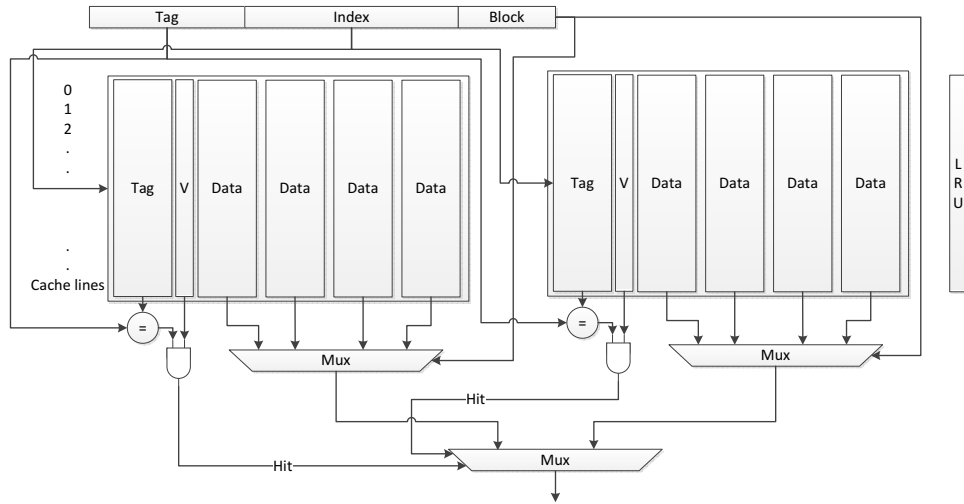 Tag Index Block
0
1
2
.
.
Tag V Data Data Data Data
Tag V Data Data Data Data
L
R
U
.
.
Cache lines
=
=
Mux
Mux
Hit
Hit
Mux